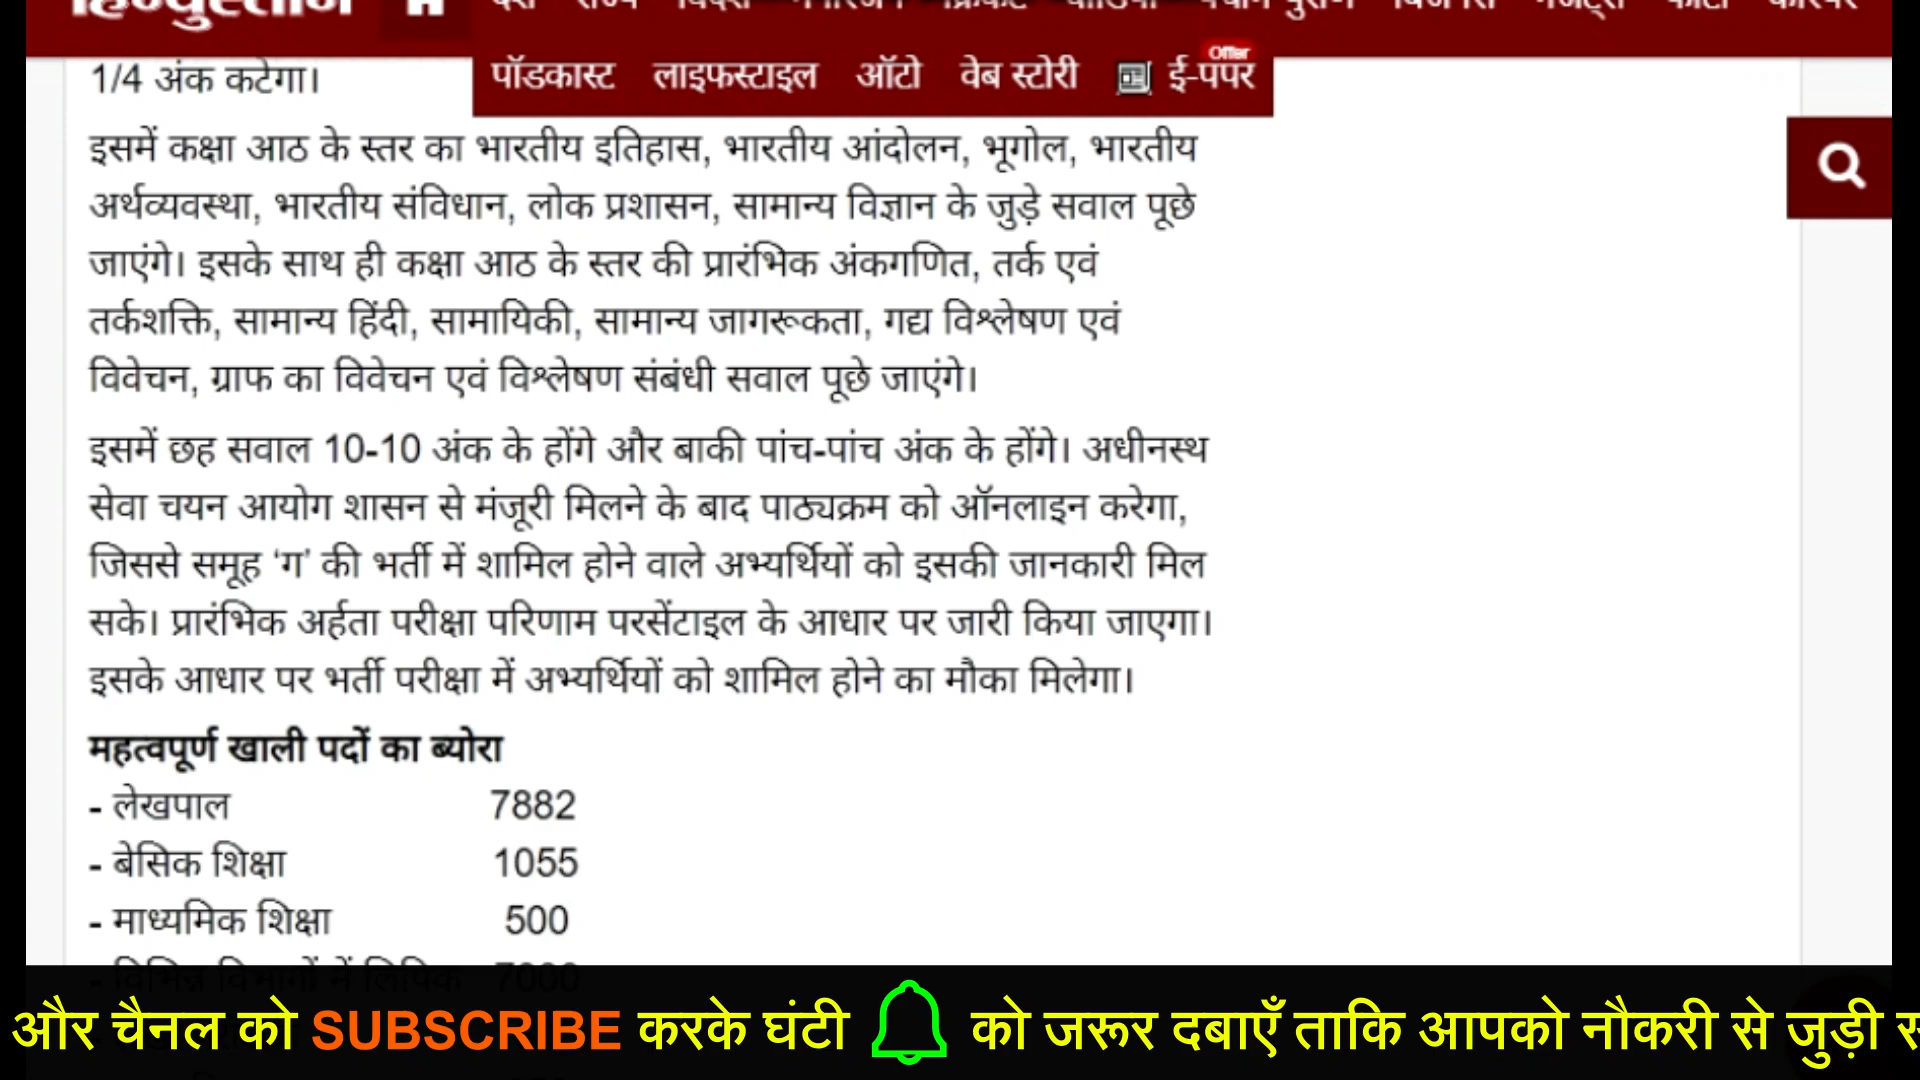 हिन्दुस्तान
पॉडकास्ट लाइफस्टाइल ऑटो वेब स्टोरी ई-पेपर Offer
1/4 अंक कटेगा।
इसमें कक्षा आठ के स्तर का भारतीय इतिहास, भारतीय आंदोलन, भूगोल, भारतीय
अर्थव्यवस्था, भारतीय संविधान, लोक प्रशासन, सामान्य विज्ञान के जुड़े सवाल पूछे
जाएंगे। इसके साथ ही कक्षा आठ के स्तर की प्रारंभिक अंकगणित, तर्क एवं
तर्कशक्ति, सामान्य हिंदी, सामायिकी, सामान्य जागरूकता, गद्य विश्लेषण एवं
विवेचन, ग्राफ का विवेचन एवं विश्लेषण संबंधी सवाल पूछे जाएंगे।
इसमें छह सवाल 10-10 अंक के होंगे और बाकी पांच-पांच अंक के होंगे। अधीनस्थ
सेवा चयन आयोग शासन से मंजूरी मिलने के बाद पाठ्यक्रम को ऑनलाइन करेगा,
जिससे समूह ‘ग’ की भर्ती में शामिल होने वाले अभ्यर्थियों को इसकी जानकारी मिल
सके। प्रारंभिक अर्हता परीक्षा परिणाम परसेंटाइल के आधार पर जारी किया जाएगा।
इसके आधार पर भर्ती परीक्षा में अभ्यर्थियों को शामिल होने का मौका मिलेगा।
महत्वपूर्ण खाली पदों का ब्योरा
- लेखपाल 7882
- बेसिक शिक्षा 1055
- माध्यमिक शिक्षा 500
- विभिन्न विभागों में लिपिक 7000
और चैनल को SUBSCRIBE करके घंटी को जरूर दबाएँ ताकि आपको नौकरी से जुड़ी